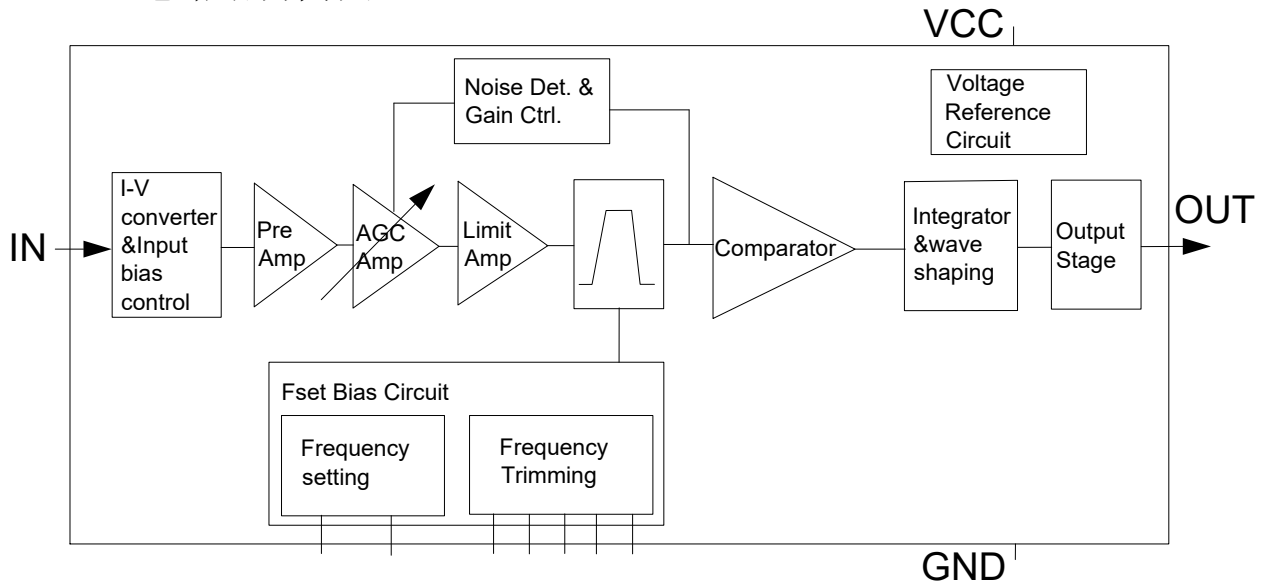 VCC
Noise Det. &
Gain Ctrl.
Voltage
Reference
Circuit
IN
I-V
converter
&Input
bias
control
Pre
Amp
AGC
Amp
Limit
Amp
Comparator
Integrator
&wave
shaping
Output
Stage
OUT
Fset Bias Circuit
Frequency
setting
Frequency
Trimming
GND